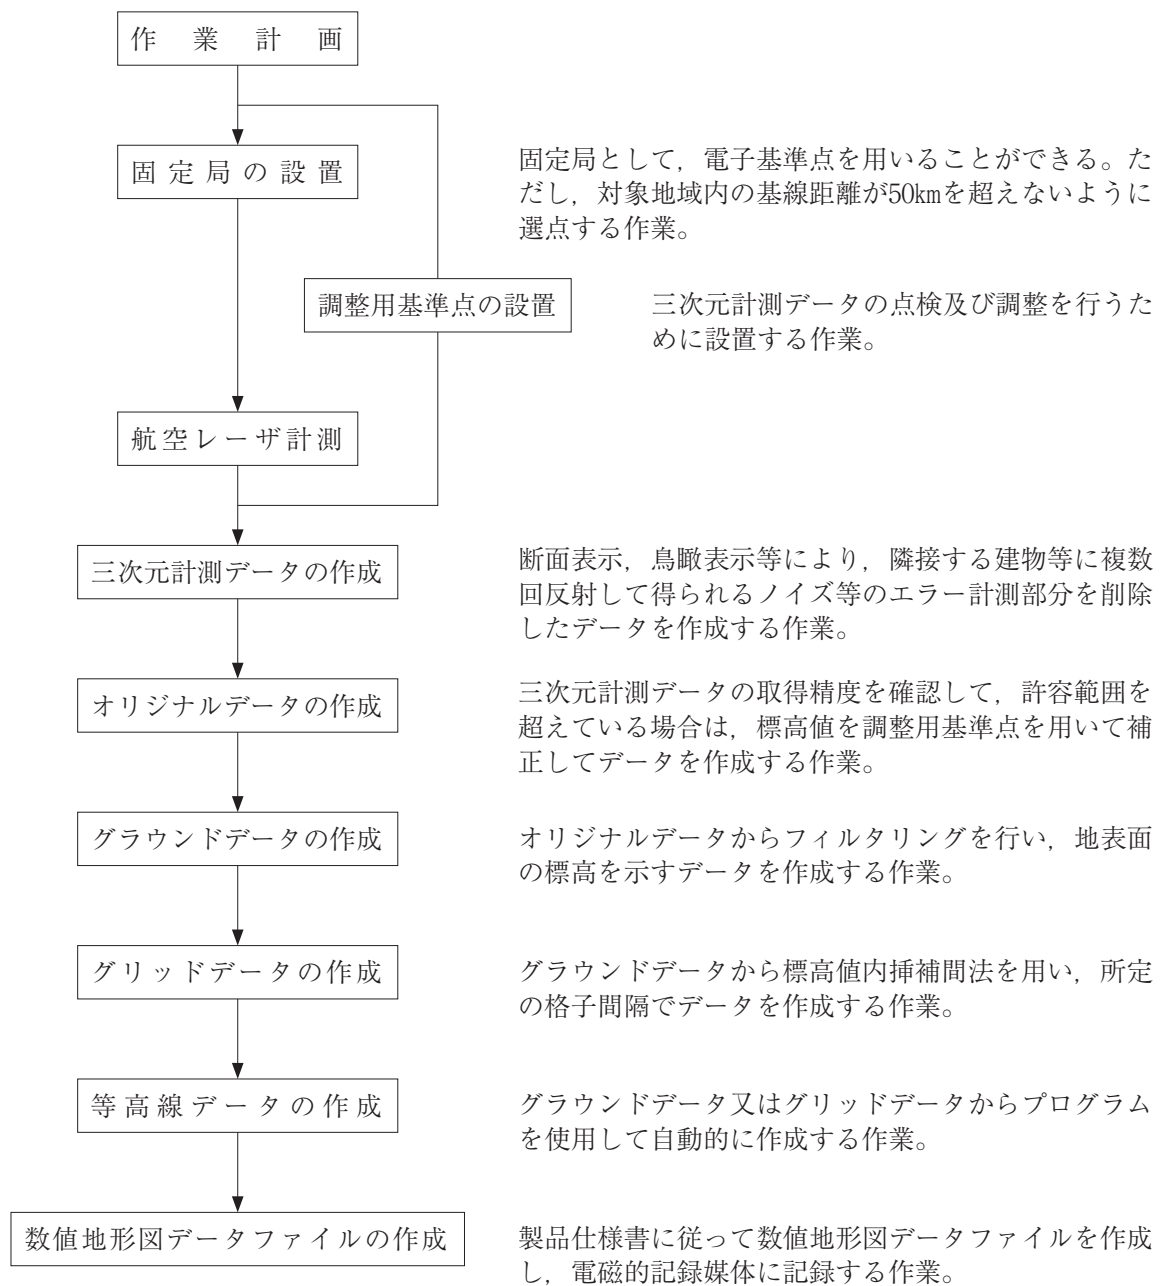 作業計画
固定局の設置
固定局として，電子基準点を用いることができる。た
だし，対象地域内の基線距離が50㎞を超えないように
選点する作業。
調整用基準点の設置
三次元計測データの点検及び調整を行うた
めに設置する作業。
航空レーザ計測
三次元計測データの作成
断面表示，鳥瞰表示等により，隣接する建物等に複数
回反射して得られるノイズ等のエラー計測部分を削除
したデータを作成する作業。
オリジナルデータの作成
三次元計測データの取得精度を確認して，許容範囲を
超えている場合は，標高値を調整用基準点を用いて補
正してデータを作成する作業。
グラウンドデータの作成
オリジナルデータからフィルタリングを行い，地表面
の標高を示すデータを作成する作業。
グリッドデータの作成
グラウンドデータから標高値内挿補間法を用い，所定
の格子間隔でデータを作成する作業。
等高線データの作成
グラウンドデータ又はグリッドデータからプログラム
を使用して自動的に作成する作業。
数値地形図データファイルの作成
製品仕様書に従って数値地形図データファイルを作成
し，電磁的記録媒体に記録する作業。